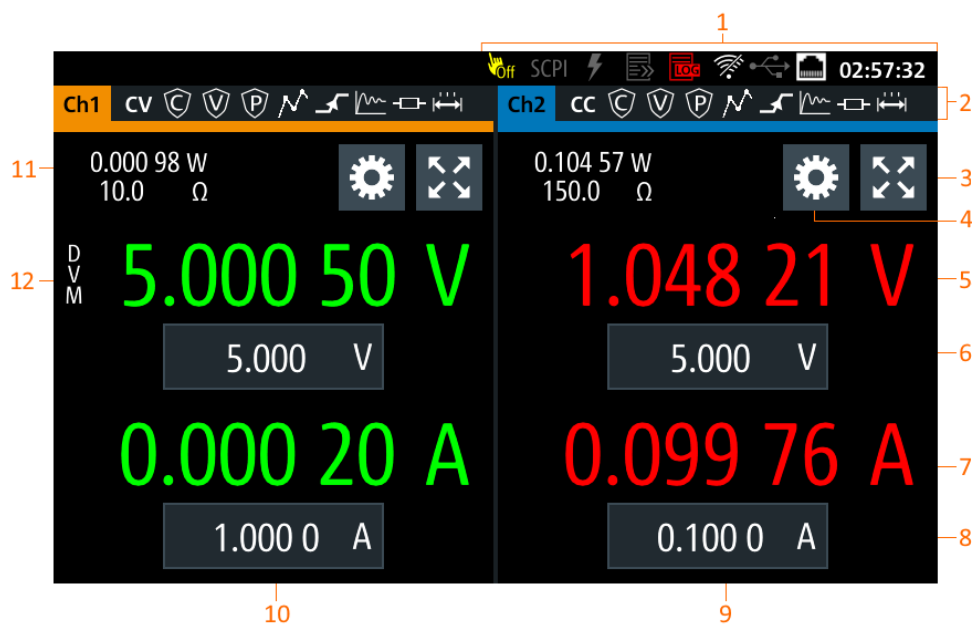 1
Off SCPI LOG 02:57:32
Ch1 CV C V P Ch2 CC C V P 2
11 0.000 98 W 0.104 57 W 3
10.0 Ω 150.0 Ω
4
12 DVM 5.000 50 V 1.048 21 V 5
5.000 V 5.000 V 6
0.000 20 A 0.099 76 A 7
1.000 0 A 0.100 0 A 8
10 9